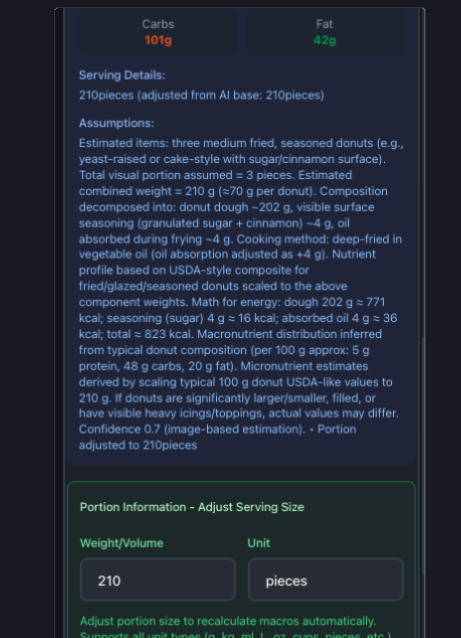 Carbs Fat
101g 42g
Serving Details:
210pieces (adjusted from AI base: 210pieces)
Assumptions:
Estimated items: three medium fried, seasoned donuts (e.g.,
yeast-raised or cake-style with sugar/cinnamon surface).
Total visual portion assumed = 3 pieces. Estimated
combined weight = 210 g (≈70 g per donut). Composition
decomposed into: donut dough ~202 g, visible surface
seasoning (granulated sugar + cinnamon) ~4 g, oil
absorbed during frying ~4 g. Cooking method: deep-fried in
vegetable oil (oil absorption adjusted as +4 g). Nutrient
profile based on USDA-style composite for
fried/glazed/seasoned donuts scaled to the above
component weights. Math for energy: dough 202 g ≈ 771
kcal; seasoning (sugar) 4 g ≈ 16 kcal; absorbed oil 4 g ≈ 36
kcal; total ≈ 823 kcal. Macronutrient distribution inferred
from typical donut composition (per 100 g approx: 5 g
protein, 48 g carbs, 20 g fat). Micronutrient estimates
derived by scaling typical 100 g donut USDA-like values to
210 g. If donuts are significantly larger/smaller, filled, or
have visible heavy icings/toppings, actual values may differ.
Confidence 0.7 (image-based estimation). • Portion
adjusted to 210pieces
Portion Information - Adjust Serving Size
Weight/Volume Unit
210 pieces
Adjust portion size to recalculate macros automatically.
Supports all unit types (g, kg, ml, L, oz, cups, pieces, etc.)